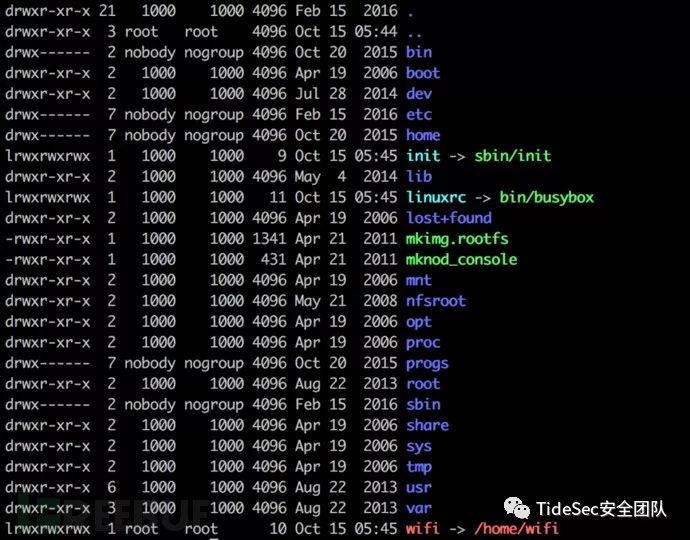 drwxr-xr-x 21 1000 1000 4096 Feb 15 2016 .
drwxr-xr-x 3 root root 4096 Oct 15 05:44 ..
drwx------ 2 nobody nogroup 4096 Oct 20 2015 bin
drwxr-xr-x 2 1000 1000 4096 Apr 19 2006 boot
drwxr-xr-x 2 1000 1000 4096 Jul 28 2014 dev
drwx------ 7 nobody nogroup 4096 Feb 15 2016 etc
drwx------ 7 nobody nogroup 4096 Oct 20 2015 home
lrwxrwxrwx 1 1000 1000 9 Oct 15 05:45 init -> sbin/init
drwxr-xr-x 2 1000 1000 4096 May 4 2014 lib
lrwxrwxrwx 1 1000 1000 11 Oct 15 05:45 linuxrc -> bin/busybox
drwxr-xr-x 2 1000 1000 4096 Apr 19 2006 lost+found
-rwxr-xr-x 1 1000 1000 1341 Apr 21 2011 mkimg.rootfs
-rwxr-xr-x 1 1000 1000 431 Apr 21 2011 mknod_console
drwxr-xr-x 2 1000 1000 4096 Apr 19 2006 mnt
drwxr-xr-x 2 1000 1000 4096 May 21 2008 nfsroot
drwxr-xr-x 2 1000 1000 4096 Apr 19 2006 opt
drwxr-xr-x 2 1000 1000 4096 Apr 19 2006 proc
drwx------ 7 nobody nogroup 4096 Oct 20 2015 progs
drwxr-xr-x 2 1000 1000 4096 Aug 22 2013 root
drwx------ 2 nobody nogroup 4096 Feb 15 2016 sbin
drwxr-xr-x 2 1000 1000 4096 Apr 19 2006 share
drwxr-xr-x 2 1000 1000 4096 Apr 19 2006 sys
drwxr-xr-x 2 1000 1000 4096 Apr 19 2006 tmp
drwxr-xr-x 6 1000 1000 4096 Aug 22 2013 usr
drwxr-xr-x 3 1000 1000 4096 Aug 22 2013 var
lrwxrwxrwx 1 root root 10 Oct 15 05:45 wifi -> /home/wifi
TideSec安全团队